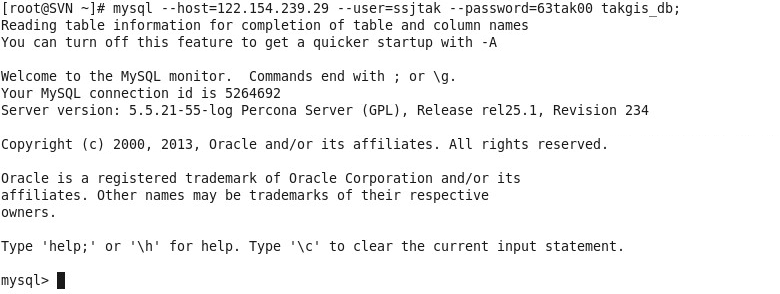 [root@SVN ~]# mysql --host=122.154.239.29 --user=ssjtak --password=63tak00 takgis_db;
Reading table information for completion of table and column names
You can turn off this feature to get a quicker startup with -A
Welcome to the MySQL monitor.  Commands end with ; or \g.
Your MySQL connection id is 5264692
Server version: 5.5.21-55-log Percona Server (GPL), Release rel25.1, Revision 234
Copyright (c) 2000, 2013, Oracle and/or its affiliates. All rights reserved.
Oracle is a registered trademark of Oracle Corporation and/or its
affiliates. Other names may be trademarks of their respective
owners.
Type 'help;' or '\h' for help. Type '\c' to clear the current input statement.
mysql>